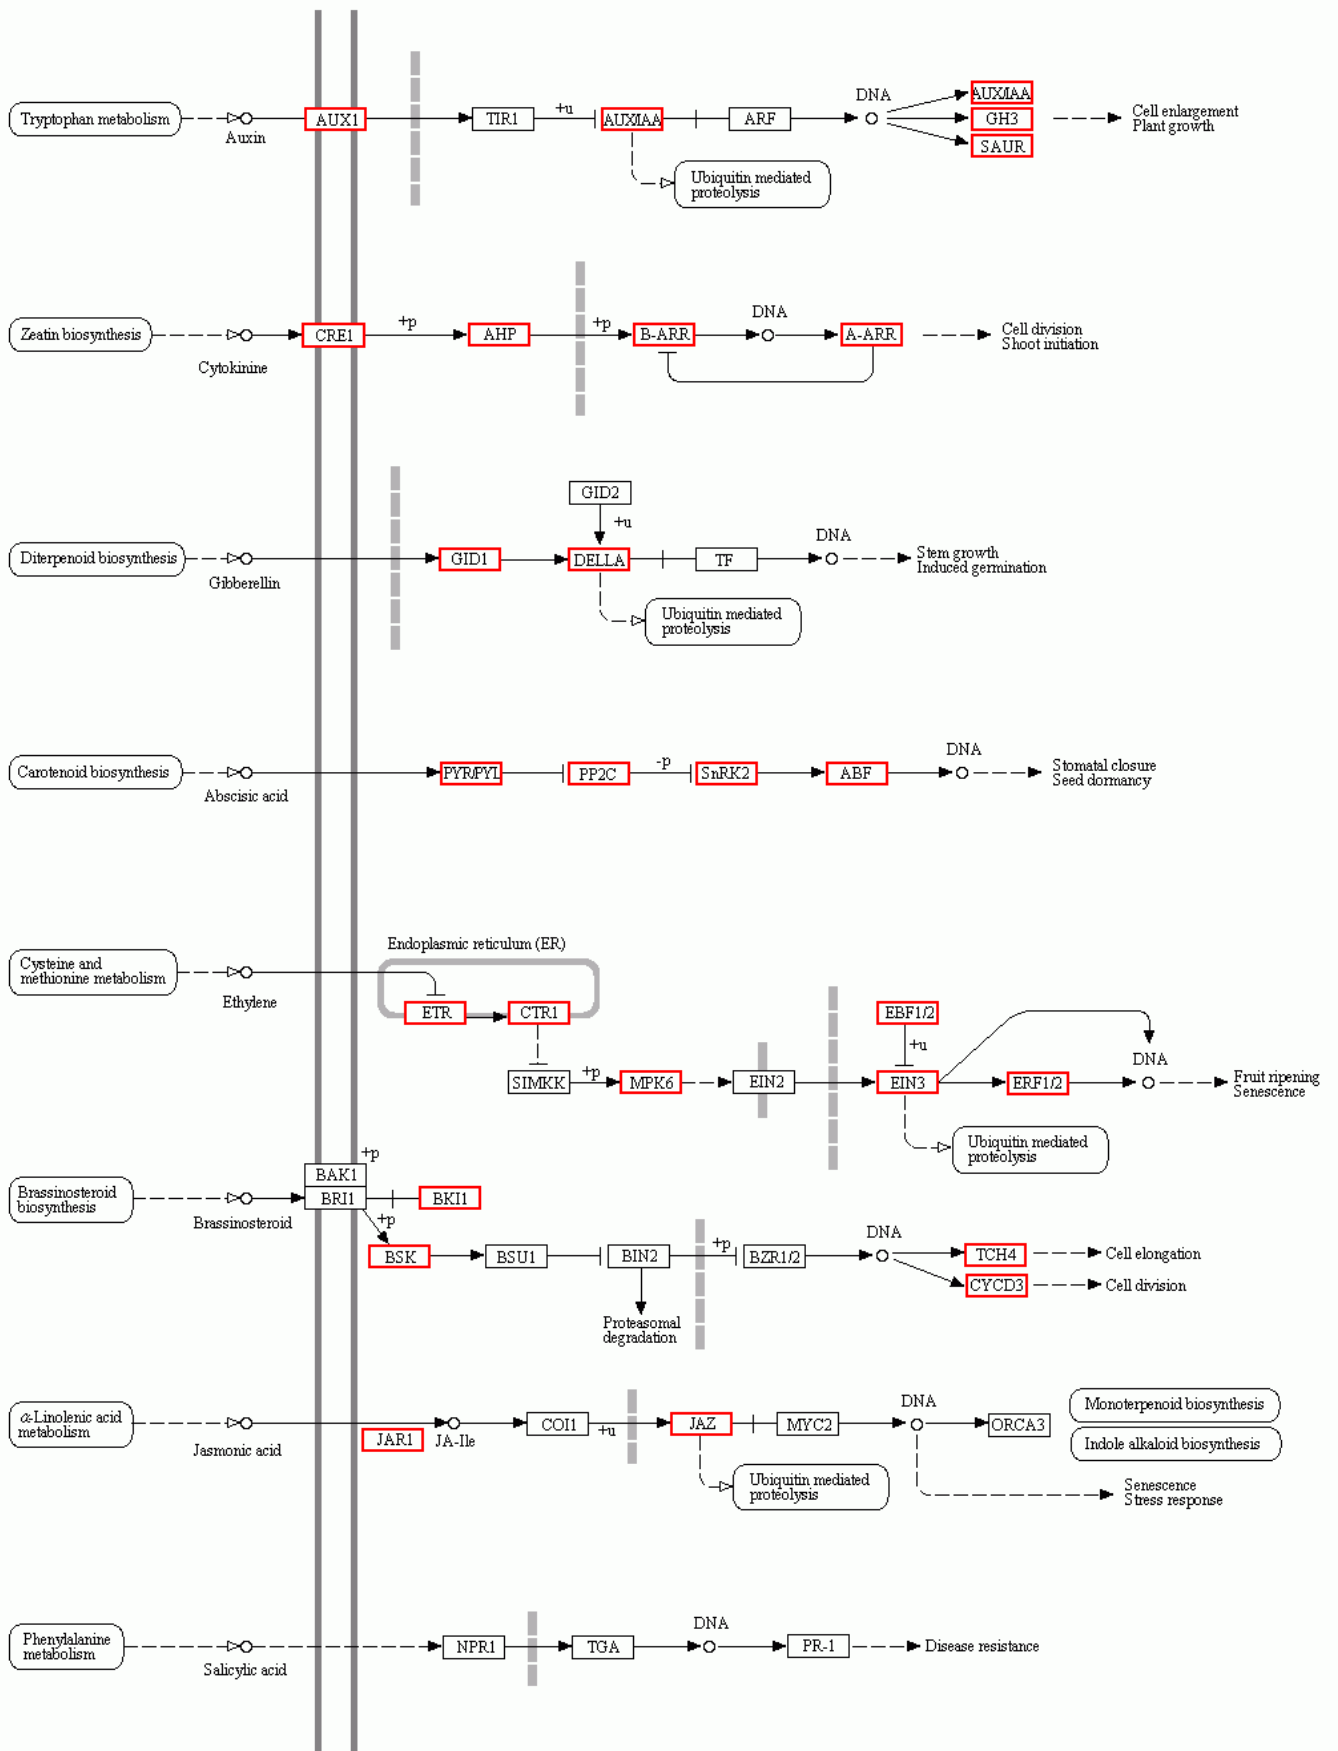 DNA
AUX/IAA
Tryptophan metabolism
Auxin
AUX1
TIR1
+u
AUX/IAA
ARF
GH3
SAUR
Cell enlargement
Plant growth
Ubiquitin mediated
proteolysis
Zeatin biosynthesis
Cytokinine
CRE1
+p
AHP
+p
B-ARR
DNA
A-ARR
Cell division
Shoot initiation
GID2
+u
Diterpenoid biosynthesis
Gibberellin
GID1
DELLA
TF
DNA
Stem growth
Induced germination
Ubiquitin mediated
proteolysis
Carotenoid biosynthesis
Abscisic acid
PYR/PYL
PP2C
-p
SnRK2
ABF
DNA
Stomatal closure
Seed dormancy
Endoplasmic reticulum (ER)
Cysteine and
methionine metabolism
Ethylene
ETR
CTR1
EBF1/2
+u
SIMKK
+p
MPK6
EIN2
EIN3
ERF1/2
DNA
Fruit ripening
Senescence
Ubiquitin mediated
proteolysis
+p
BAK1
Brassinosteroid
biosynthesis
Brassinosteroid
BRI1
BKI1
+p
BSK
BSU1
BIN2
+p
BZR1/2
DNA
TCH4
Cell elongation
CYCD3
Cell division
Proteasomal
degradation
α-Linolenic acid
metabolism
Jasmonic acid
JAR1
JA-Ile
COI1
+u
JAZ
MYC2
DNA
ORCA3
Monoterpenoid biosynthesis
Indole alkaloid biosynthesis
Ubiquitin mediated
proteolysis
Senescence
Stress response
Phenylalanine
metabolism
Salicylic acid
NPR1
TGA
DNA
PR-1
Disease resistance